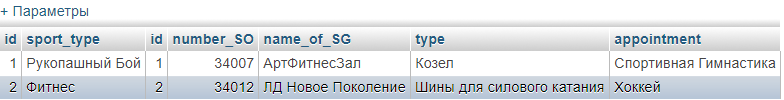 + Параметры
id sport_type id number_SO name_of_SG type appointment
1 Рукопашный Бой 1 34007 АртФитнесЗал Козел Спортивная Гимнастика
2 Фитнес 2 34012 ЛД Новое Поколение Шины для силового катания Хоккей